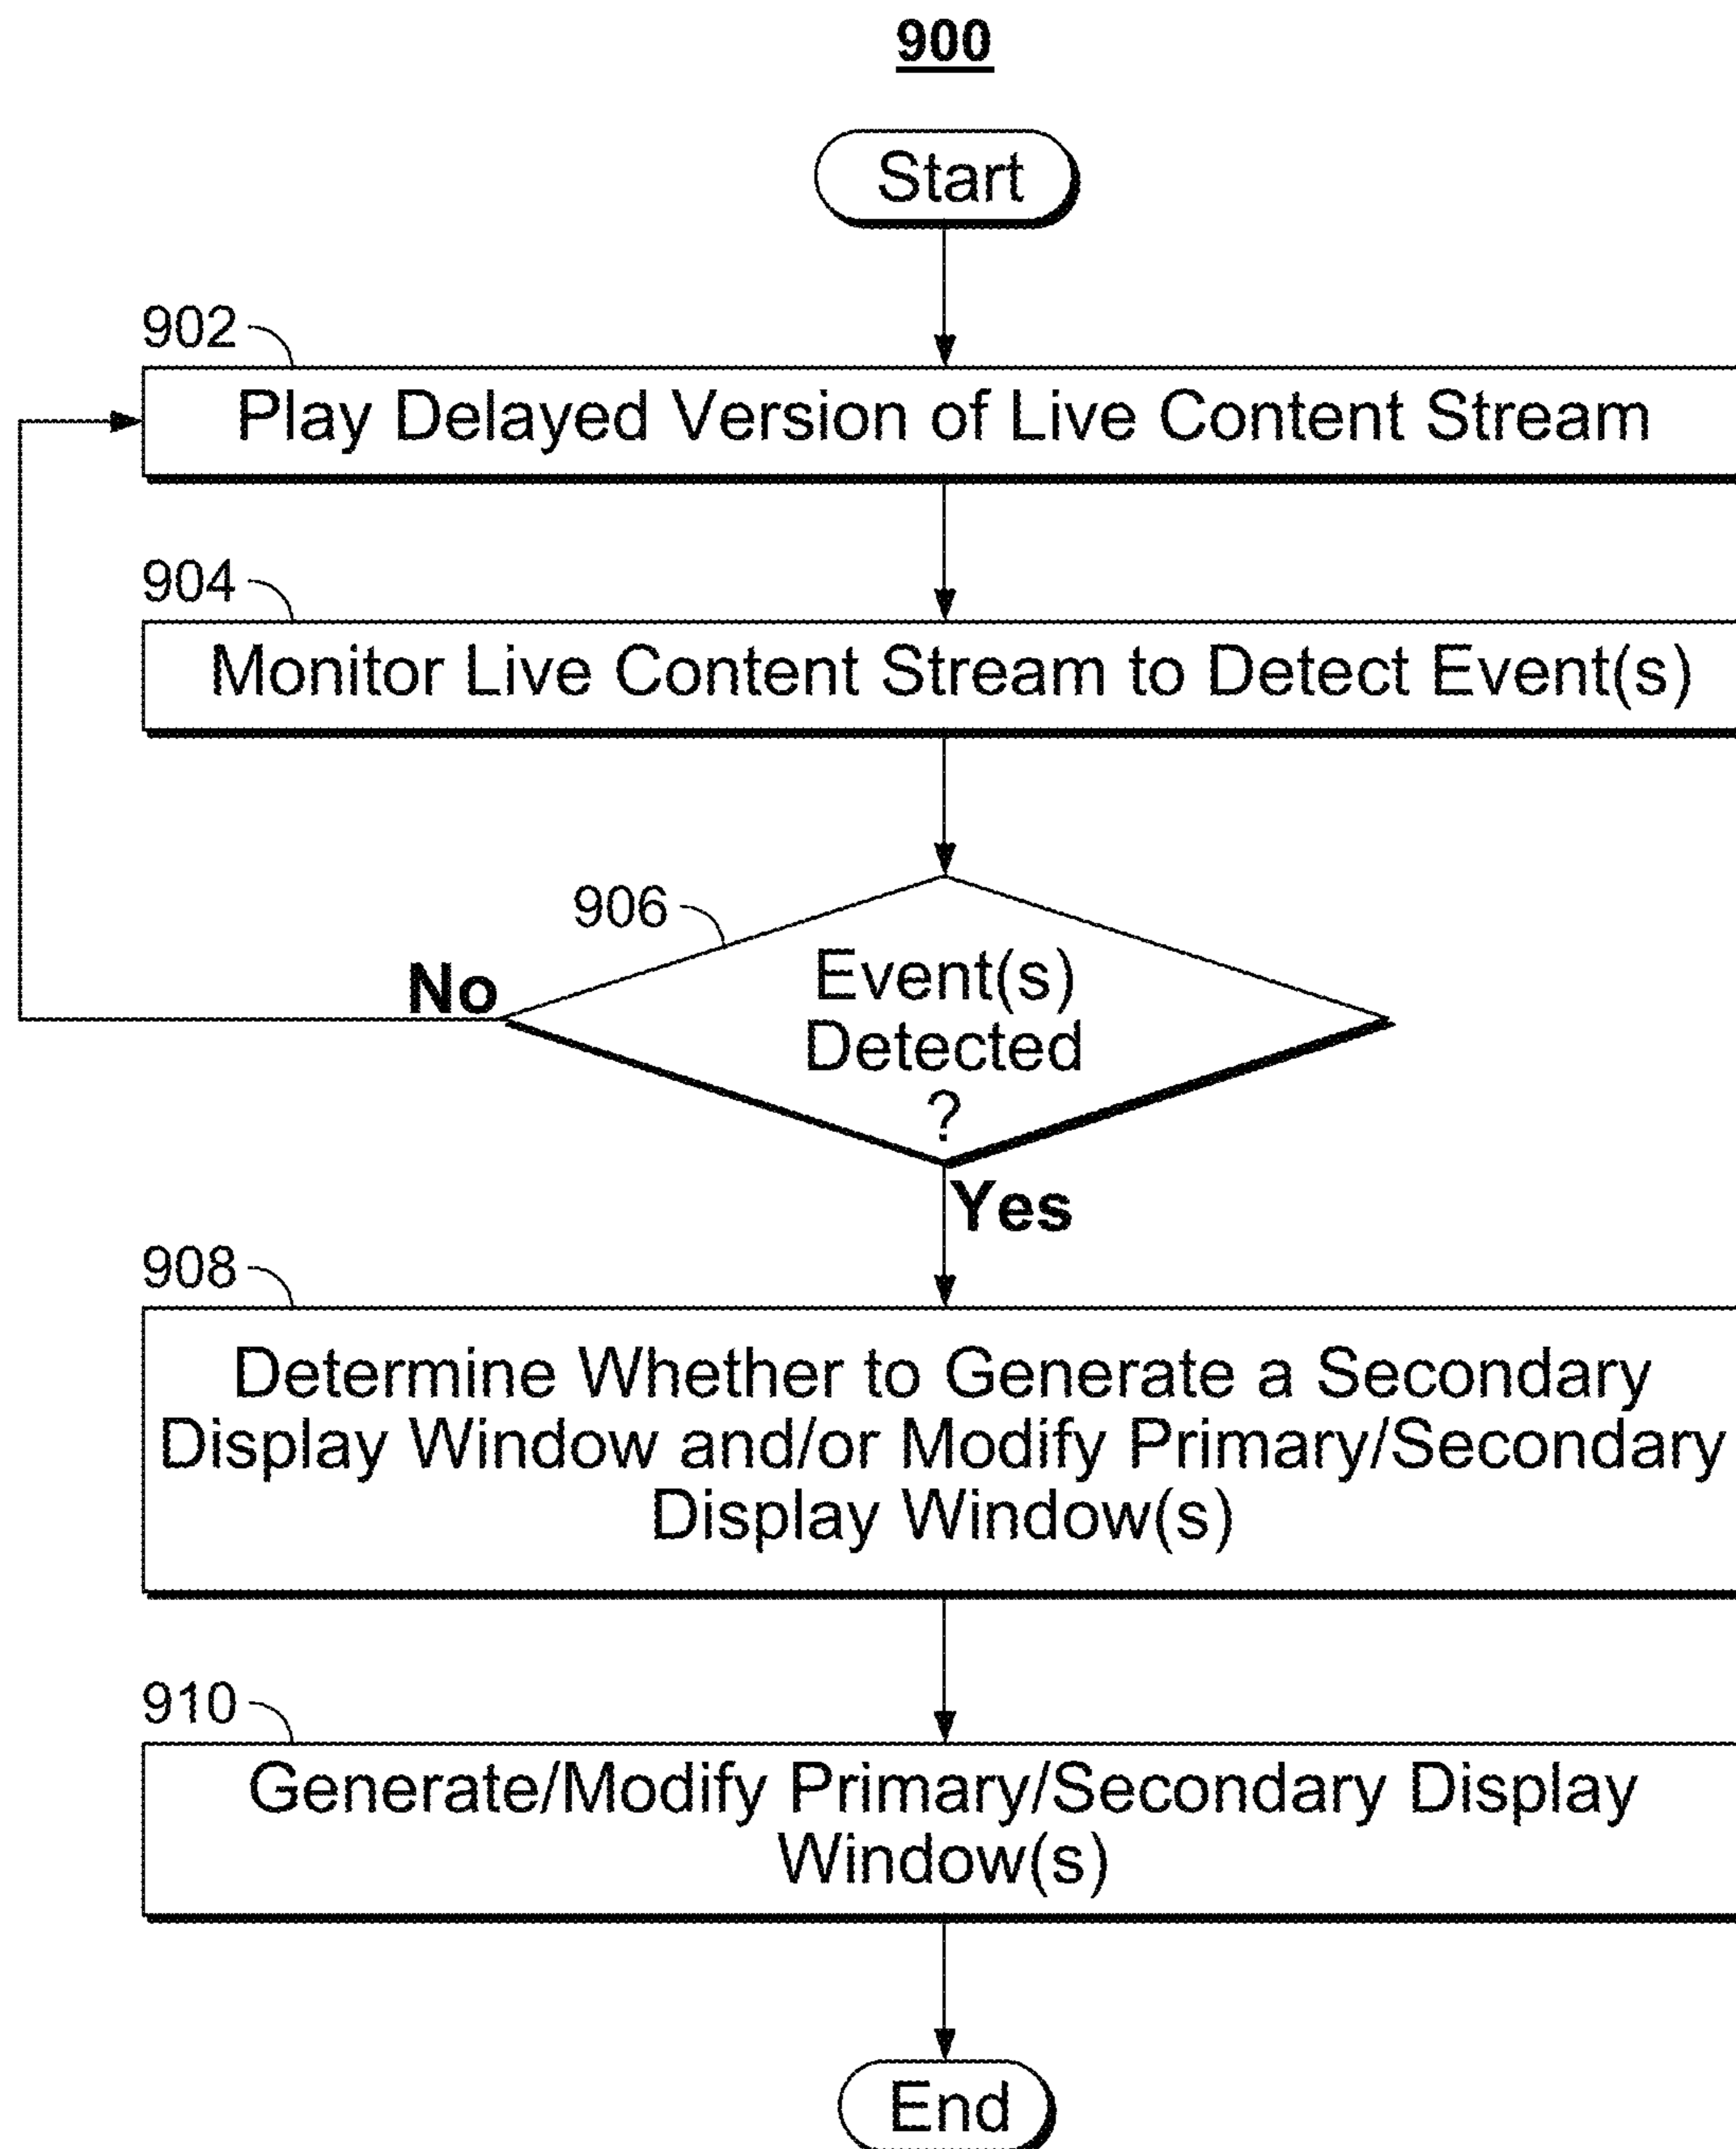 900
Start
902
Play Delayed Version of Live Content Stream
904
Monitor Live Content Stream to Detect Event(s)
906
No
Event(s)
Detected
?
Yes
908
Determine Whether to Generate a Secondary
Display Window and/or Modify Primary/Secondary
Display Window(s)
910
Generate/Modify Primary/Secondary Display
Window(s)
End